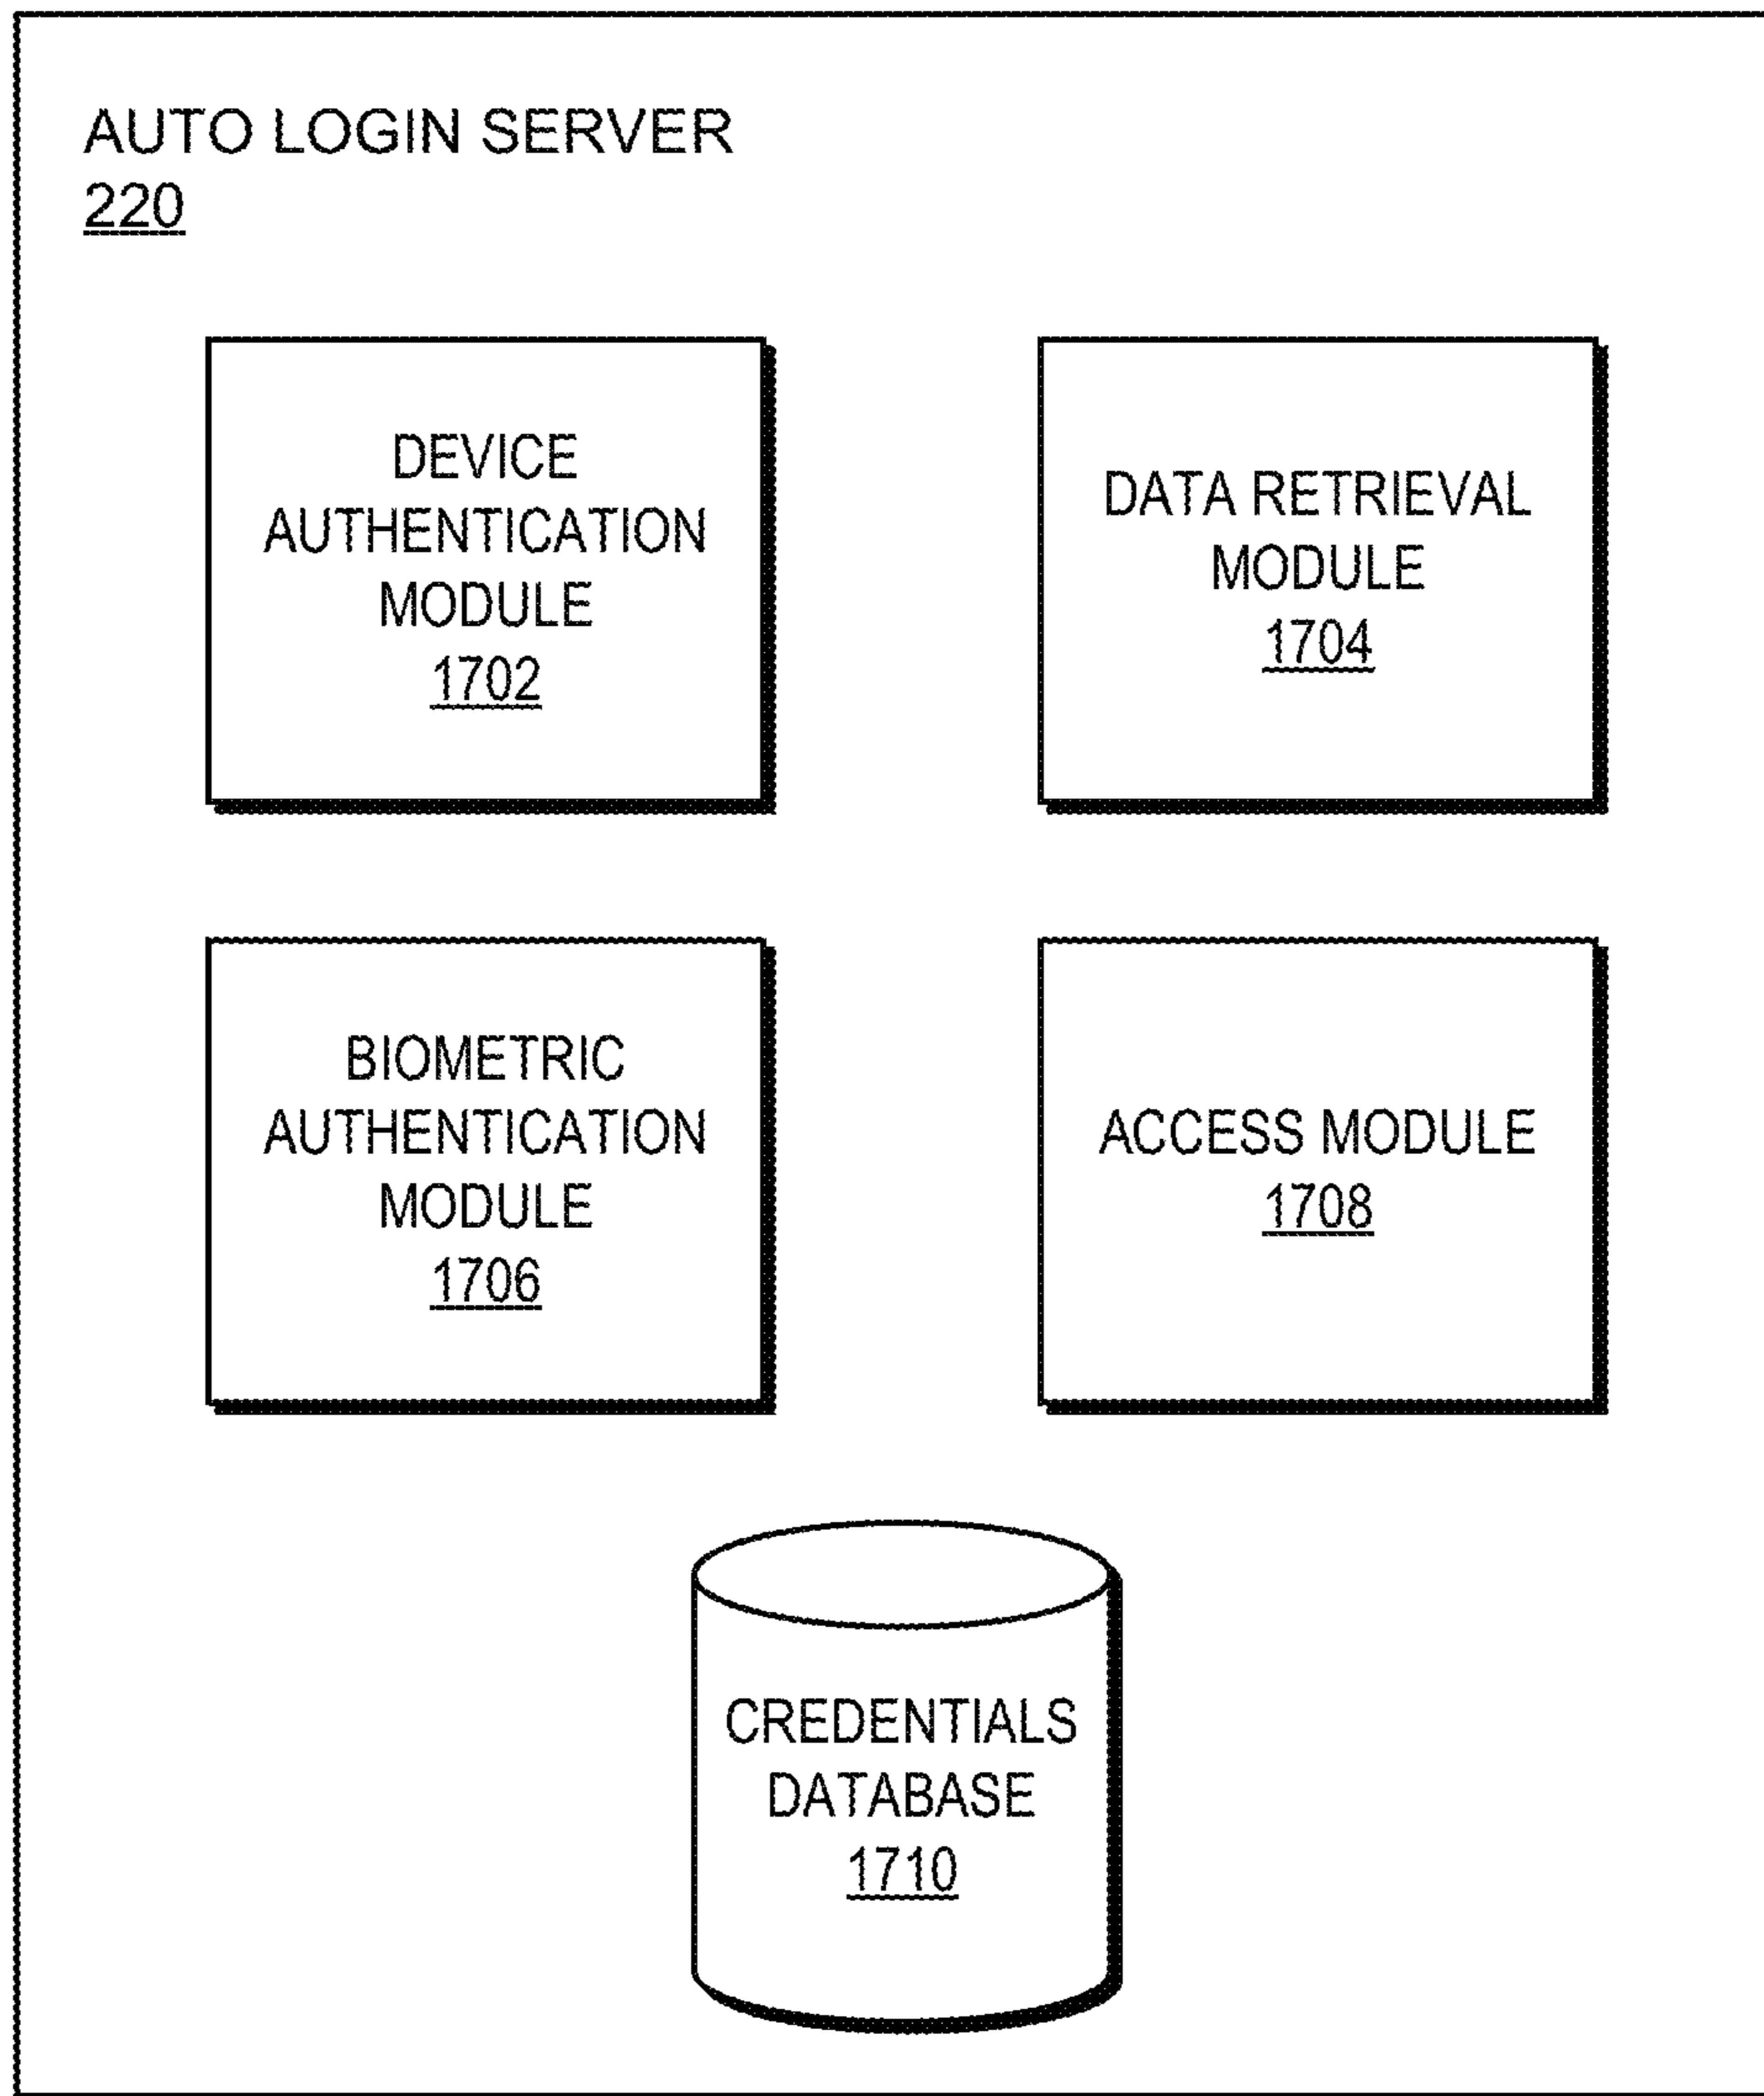 AUTO LOGIN SERVER
220
DEVICE
AUTHENTICATION
MODULE
1702
DATA RETRIEVAL
MODULE
1704
BIOMETRIC
AUTHENTICATION
MODULE
1706
ACCESS MODULE
1708
CREDENTIALS
DATABASE
1710